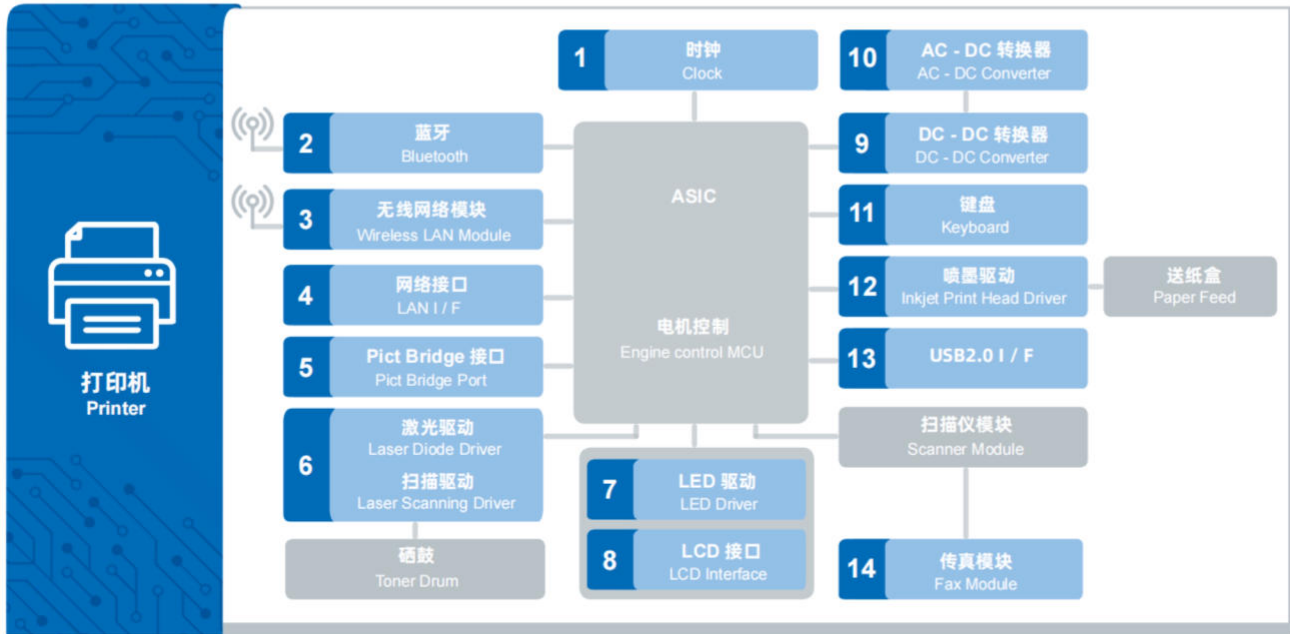 打印机
Printer
1
时钟
Clock
2
蓝牙
Bluetooth
3
无线网络模块
Wireless LAN Module
4
网络接口
LAN I / F
5
Pict Bridge 接口
Pict Bridge Port
6
激光驱动
Laser Diode Driver
扫描驱动
Laser Scanning Driver
硒鼓
Toner Drum
ASIC
电机控制
Engine control MCU
7
LED 驱动
LED Driver
8
LCD 接口
LCD Interface
10
AC - DC 转换器
AC - DC Converter
9
DC - DC 转换器
DC - DC Converter
11
键盘
Keyboard
12
喷墨驱动
Inkjet Print Head Driver
送纸盒
Paper Feed
13
USB2.0 I / F
扫描仪模块
Scanner Module
14
传真模块
Fax Module